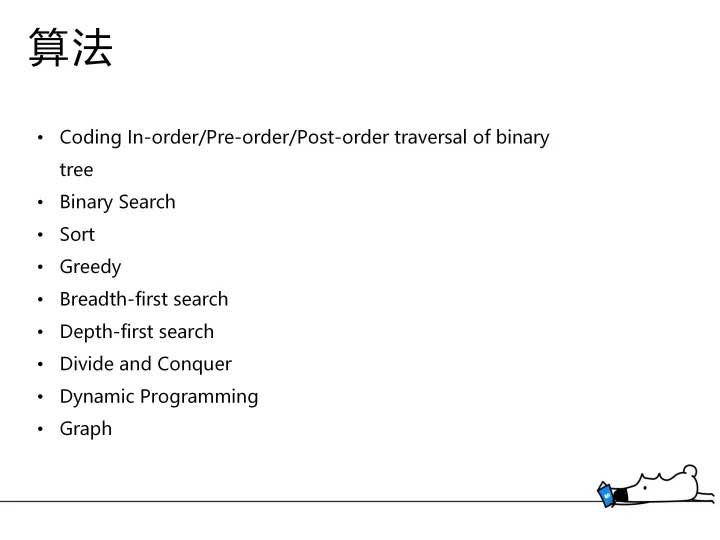 算法
• Coding In-order/Pre-order/Post-order traversal of binary
tree
• Binary Search
• Sort
• Greedy
• Breadth-first search
• Depth-first search
• Divide and Conquer
• Dynamic Programming
• Graph